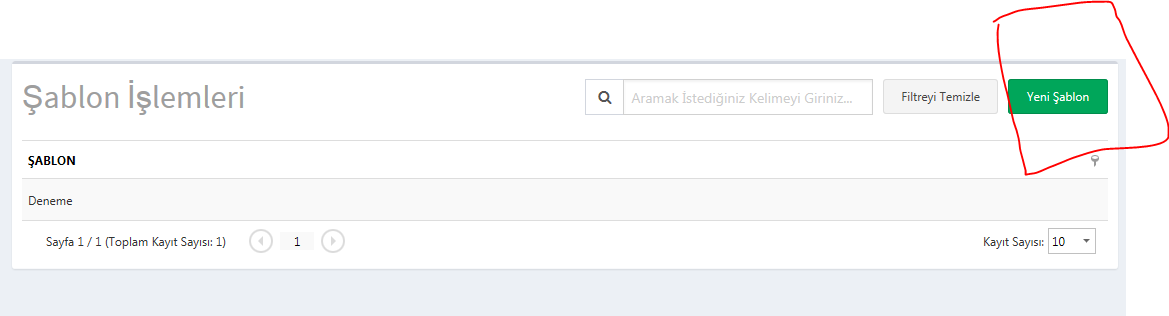 Şablon İşlemleri
Aramak İstediğiniz Kelimeyi Giriniz...
Filtreyi Temizle
Yeni Şablon
ŞABLON
Deneme
Sayfa 1 / 1 (Toplam Kayıt Sayısı: 1)
1
Kayıt Sayısı: 10